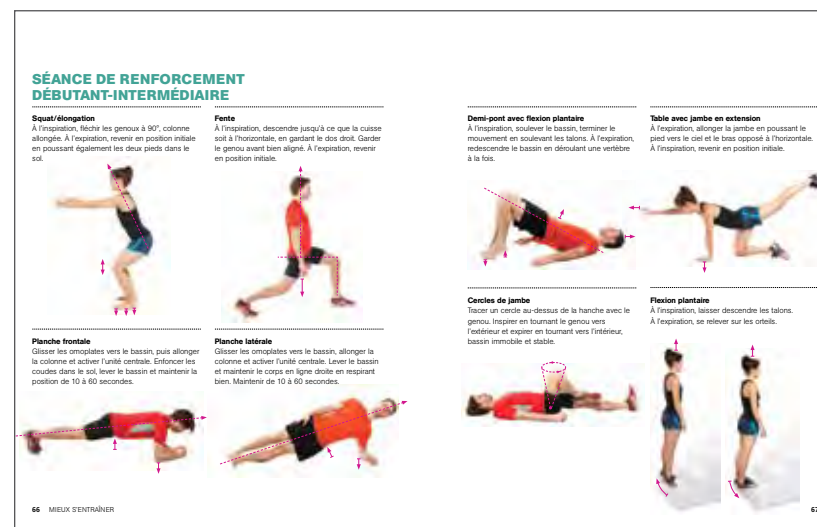 SÉANCE DE RENFORCEMENT
DÉBUTANT-INTERMÉDIAIRE
Squat/élongation
À l'inspiration, fléchir les genoux à 90°, colonne
allongée. À l'expiration, revenir en position initiale
en poussant également les deux pieds dans le
sol.
Fente
À l'inspiration, descendre jusqu'à ce que la cuisse
soit à l'horizontale, en gardant le dos droit. Garder
le genou avant bien aligné. À l'expiration, revenir
en position initiale.
Planche frontale
Glisser les omoplates vers le bassin, puis allonger
la colonne et activer l'unité centrale. Enfoncer les
coudes dans le sol, lever le bassin et maintenir la
position de 10 à 60 secondes.
Planche latérale
Glisser les omoplates vers le bassin, allonger la
colonne et activer l'unité centrale. Lever le bassin
et maintenir le corps en ligne droite en respirant
bien. Maintenir de 10 à 60 secondes.
66 MIEUX S'ENTRAÎNER
Demi-pont avec flexion plantaire
À l'inspiration, soulever le bassin, terminer le
mouvement en soulevant les talons. À l'expiration,
redescendre le bassin en déroulant une vertèbre
à la fois.
Table avec jambe en extension
À l'expiration, allonger la jambe en poussant le
pied vers le ciel et le bras opposé à l'horizontale.
À l'inspiration, revenir en position initiale.
Cercles de jambe
Tracer un cercle au-dessus de la hanche avec le
genou. Inspirer en tournant le genou vers
l'extérieur et expirer en tournant vers l'intérieur,
bassin immobile et stable.
Flexion plantaire
À l'inspiration, laisser descendre les talons.
À l'expiration, se relever sur les orteils.
67